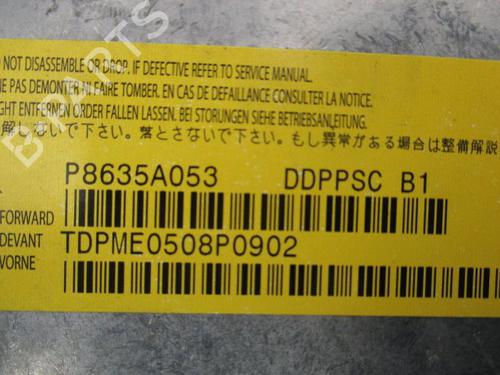 NOT DISASSEMBLE OR DROP. IF DEFECTIVE REFER TO SERVICE MANUAL.
NE PAS DEMONTER NI FAIRE TOMBER. EN CAS DE DEFAILLANCE CONSULTER LA NOTICE.
ENTFERNEN ODER FALLEN LASSEN. BEI STORUNGEN SIEHE BETRIEBSANLEITUNG.
解しないで下さい。落とさないで下さい。もし異常がある場合は整備解説
P8635A053 DDPPSC B1
FORWARD
DEVANT TDPME0508P0902
VORNE
B PARTS